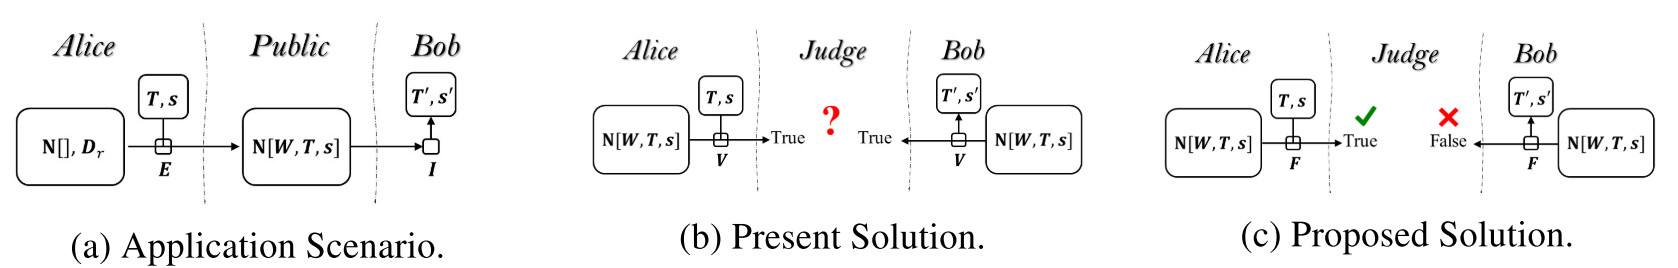 Alice Public Bob
T, s T′, s′
N[], Dᵣ N[W, T, s]
E I
(a) Application Scenario.
Alice Judge Bob
T, s ? T′, s′
N[W, T, s] True True N[W, T, s]
V V
(b) Present Solution.
Alice Judge Bob
T, s T′, s′
N[W, T, s] True False N[W, T, s]
F F
(c) Proposed Solution.